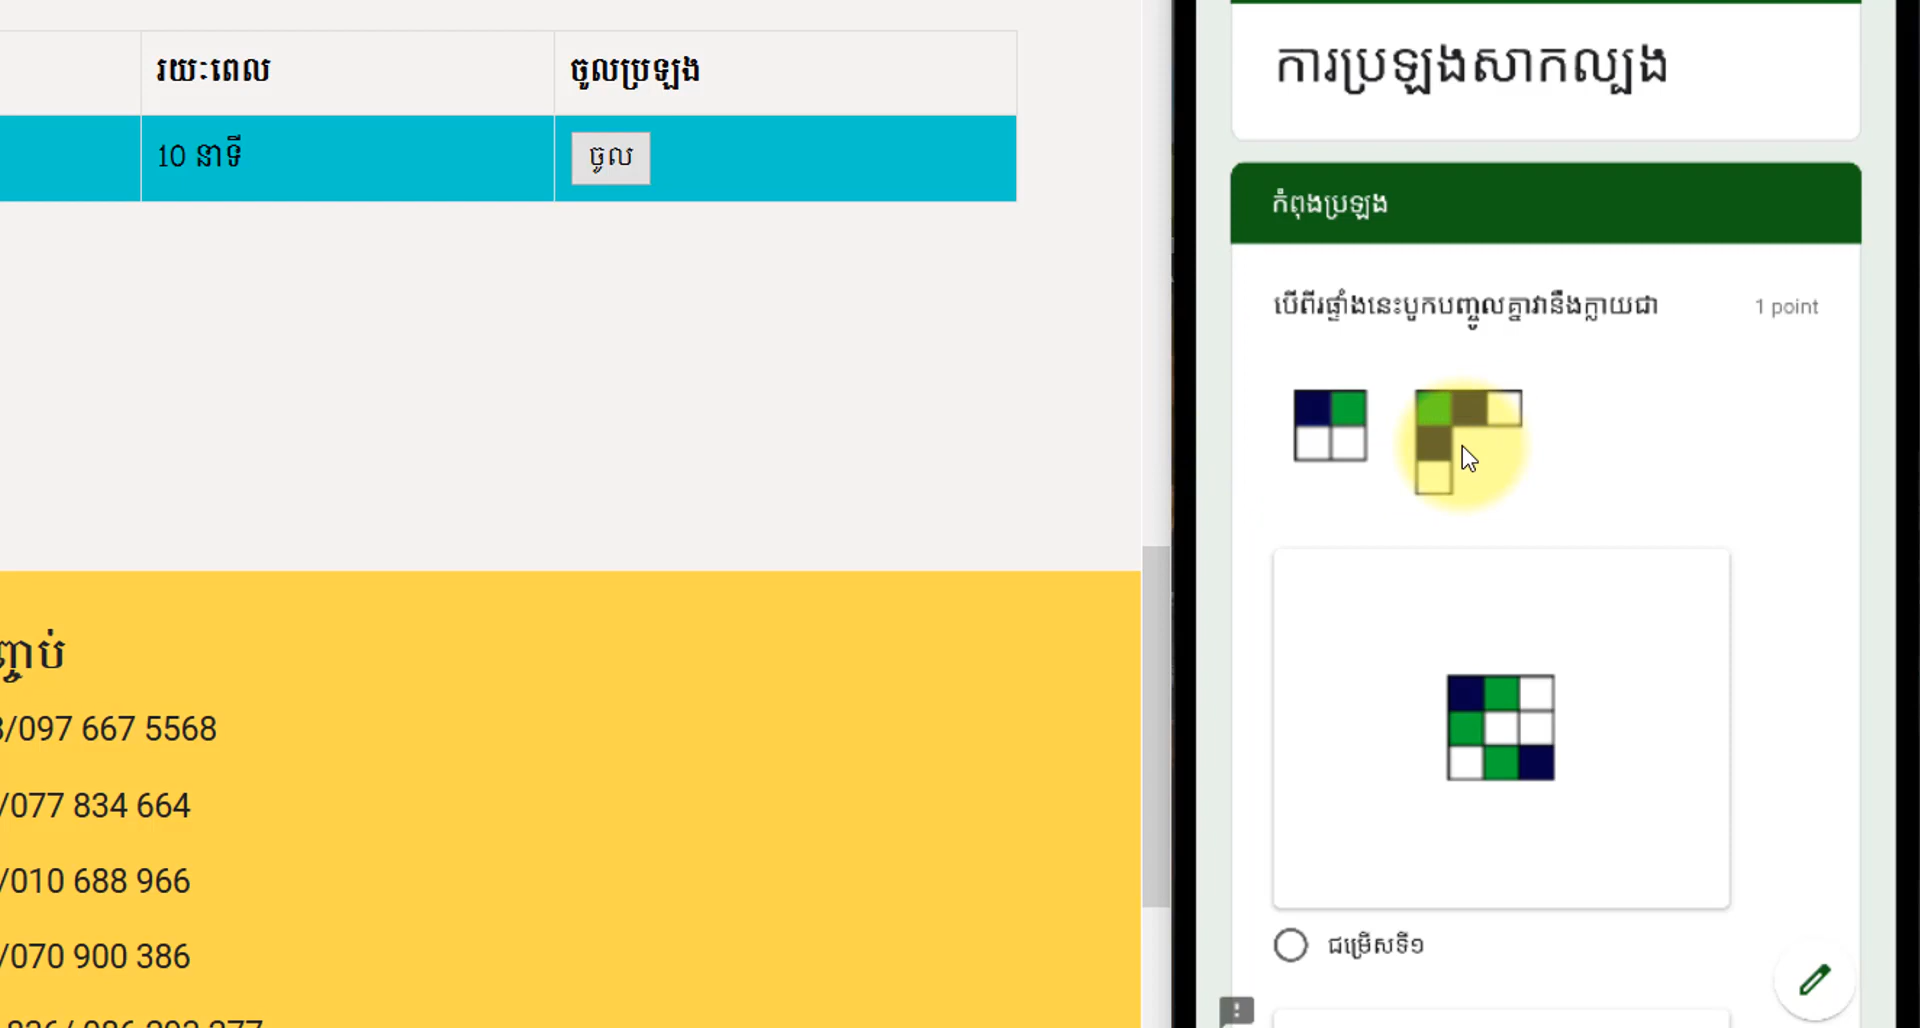 រយៈពេល
ចូលប្រឡង
10 នាទី
ចូល
ញ្ចប់
/097 667 5568
/077 834 664
/010 688 966
/070 900 386
ការប្រឡងសាកល្បង
កំពុងប្រឡង
បើពីរផ្ទាំងនេះបូកបញ្ចូលគ្នាវានឹងក្លាយជា
1 point
ជម្រើសទី១